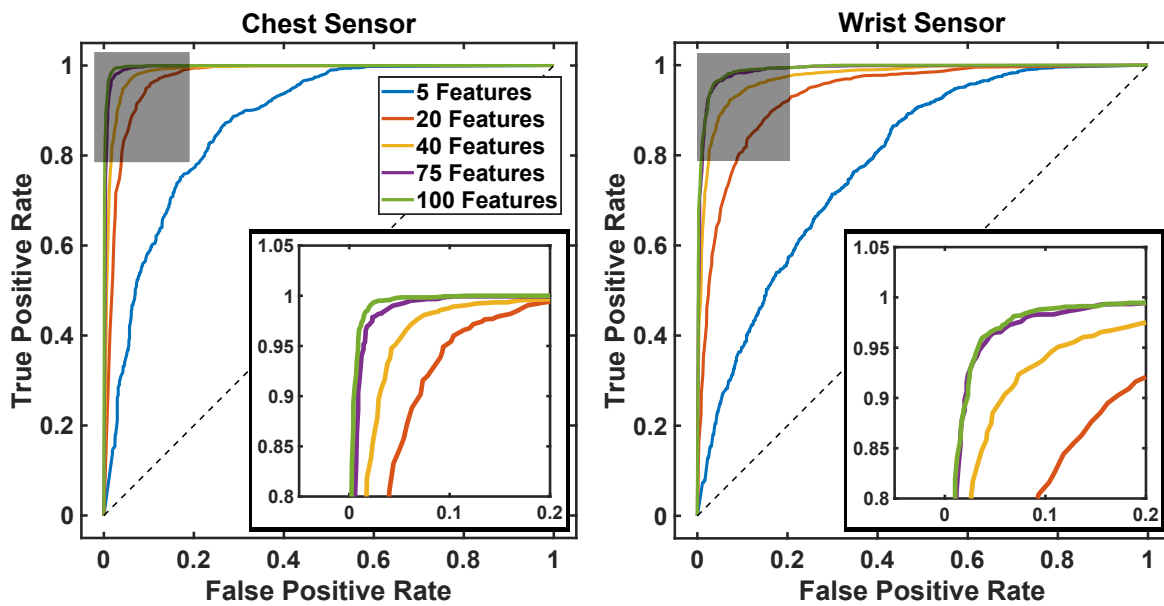 Chest Sensor
1
0.8
0.6
0.4
0.2
0
True Positive Rate
5 Features
20 Features
40 Features
75 Features
100 Features
1.05
1
0.95
0.9
0.85
0.8
0 0.1 0.2
0 0.2 0.4 0.6 0.8 1
False Positive Rate
Wrist Sensor
1
0.8
0.6
0.4
0.2
0
True Positive Rate
1.05
1
0.95
0.9
0.85
0.8
0 0.1 0.2
0 0.2 0.4 0.6 0.8 1
False Positive Rate